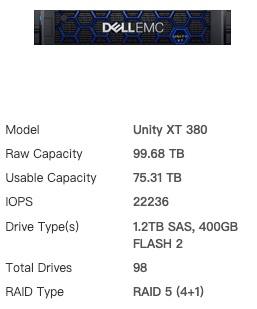 DELLEMC
UNITY
Model Unity XT 380
Raw Capacity 99.68 TB
Usable Capacity 75.31 TB
IOPS 22236
Drive Type(s) 1.2TB SAS, 400GB
FLASH 2
Total Drives 98
RAID Type RAID 5 (4+1)